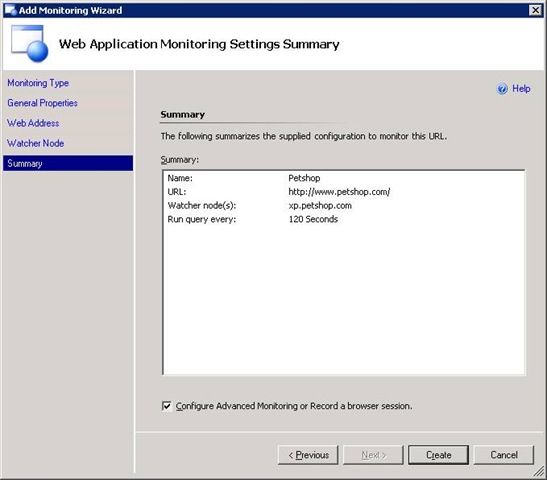 Add Monitoring Wizard
Web Application Monitoring Settings Summary
Monitoring Type
General Properties
Web Address
Watcher Node
Summary
Help
Summary
The following summarizes the supplied configuration to monitor this URL.
Summary:
Name: Petshop
URL: http://www.petshop.com/
Watcher node(s): xp.petshop.com
Run query every: 120 Seconds
Configure Advanced Monitoring or Record a browser session.
< Previous Next > Create Cancel